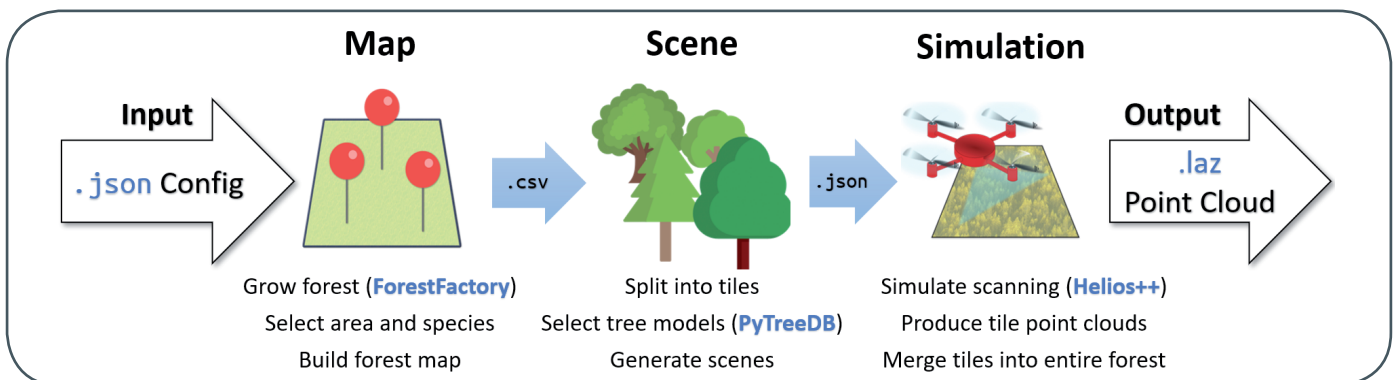 Map
Scene
Simulation
Input
.json Config
.csv
.json
Output
.laz
Point Cloud
Grow forest (ForestFactory)
Select area and species
Build forest map
Split into tiles
Select tree models (PyTreeDB)
Generate scenes
Simulate scanning (Helios++)
Produce tile point clouds
Merge tiles into entire forest